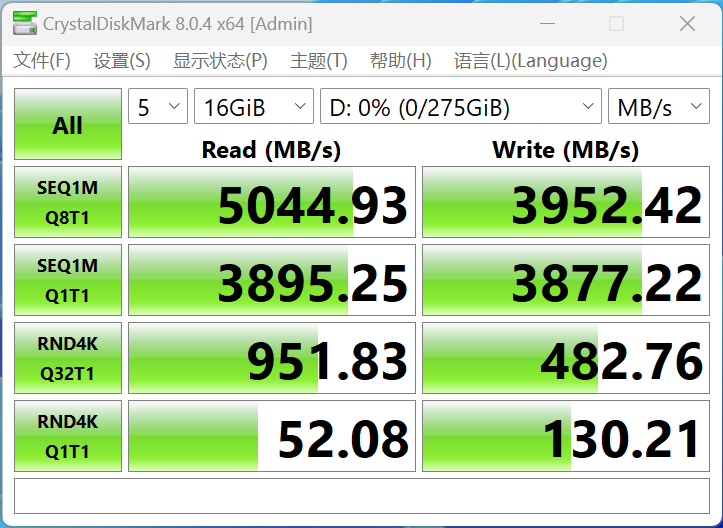 CrystalDiskMark 8.0.4 x64 [Admin]
文件(F) 设置(S) 显示状态(P) 主题(T) 帮助(H) 语言(L)(Language)
All 5 16GiB D: 0% (0/275GiB) MB/s
Read (MB/s) Write (MB/s)
SEQ1M
Q8T1 5044.93 3952.42
SEQ1M
Q1T1 3895.25 3877.22
RND4K
Q32T1 951.83 482.76
RND4K
Q1T1 52.08 130.21